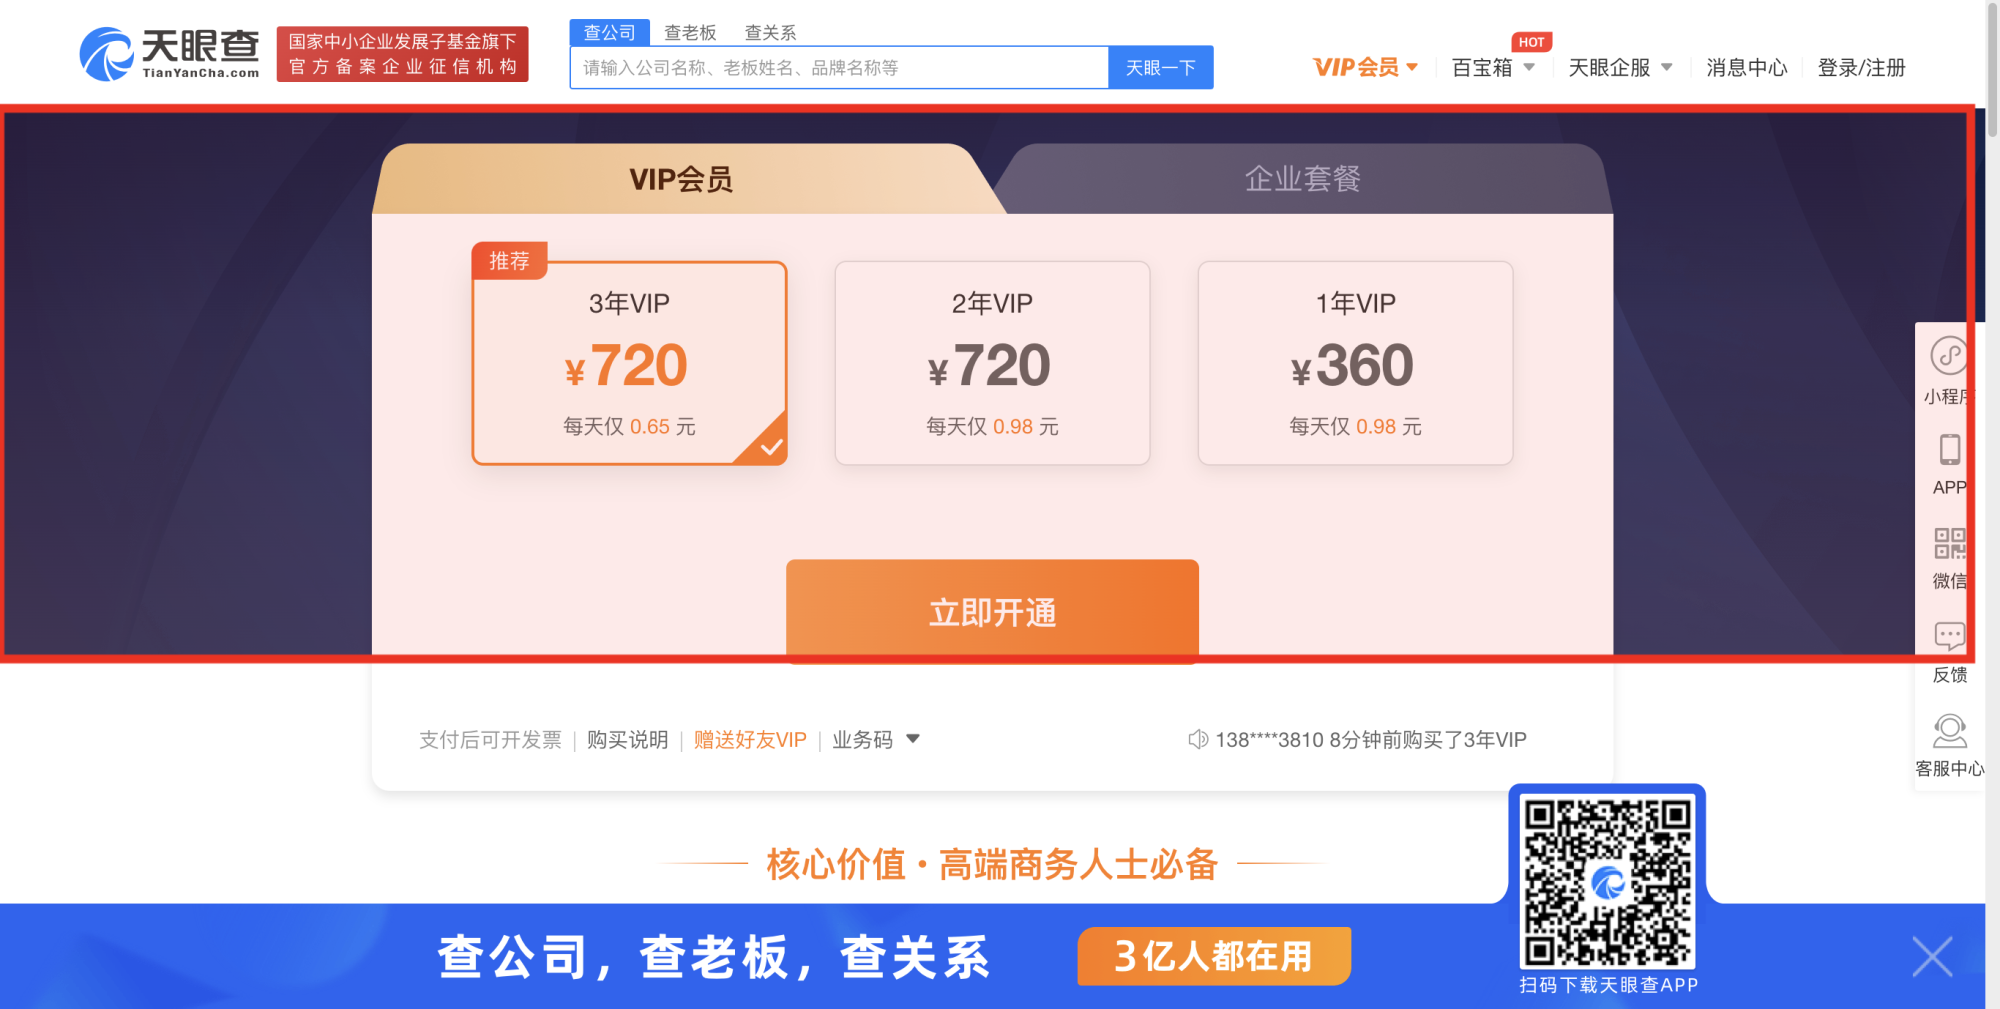 天眼查
TianYanCha.com
国家中小企业发展子基金旗下
官方备案企业征信机构
查公司 查老板 查关系
请输入公司名称、老板姓名、品牌名称等 天眼一下
HOT
VIP会员 百宝箱 天眼企服 消息中心 登录/注册
VIP会员 企业套餐
推荐
3年VIP
¥720
每天仅 0.65 元
2年VIP
¥720
每天仅 0.98 元
1年VIP
¥360
每天仅 0.98 元
立即开通
小程序
APP
微信
反馈
客服中心
支付后可开发票 | 购买说明 | 赠送好友VIP | 业务码
138****3810 8分钟前购买了3年VIP
核心价值·高端商务人士必备
查公司，查老板，查关系
3亿人都在用
扫码下载天眼查APP